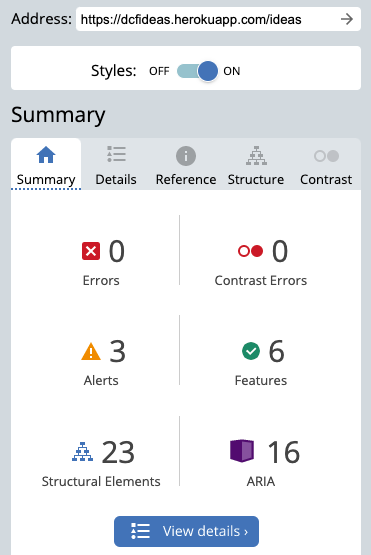 Address: https://dcfideas.herokuapp.com/ideas
Styles: OFF ON
Summary
Summary Details Reference Structure Contrast
0 0
Errors Contrast Errors
3 6
Alerts Features
23 16
Structural Elements ARIA
View details ›